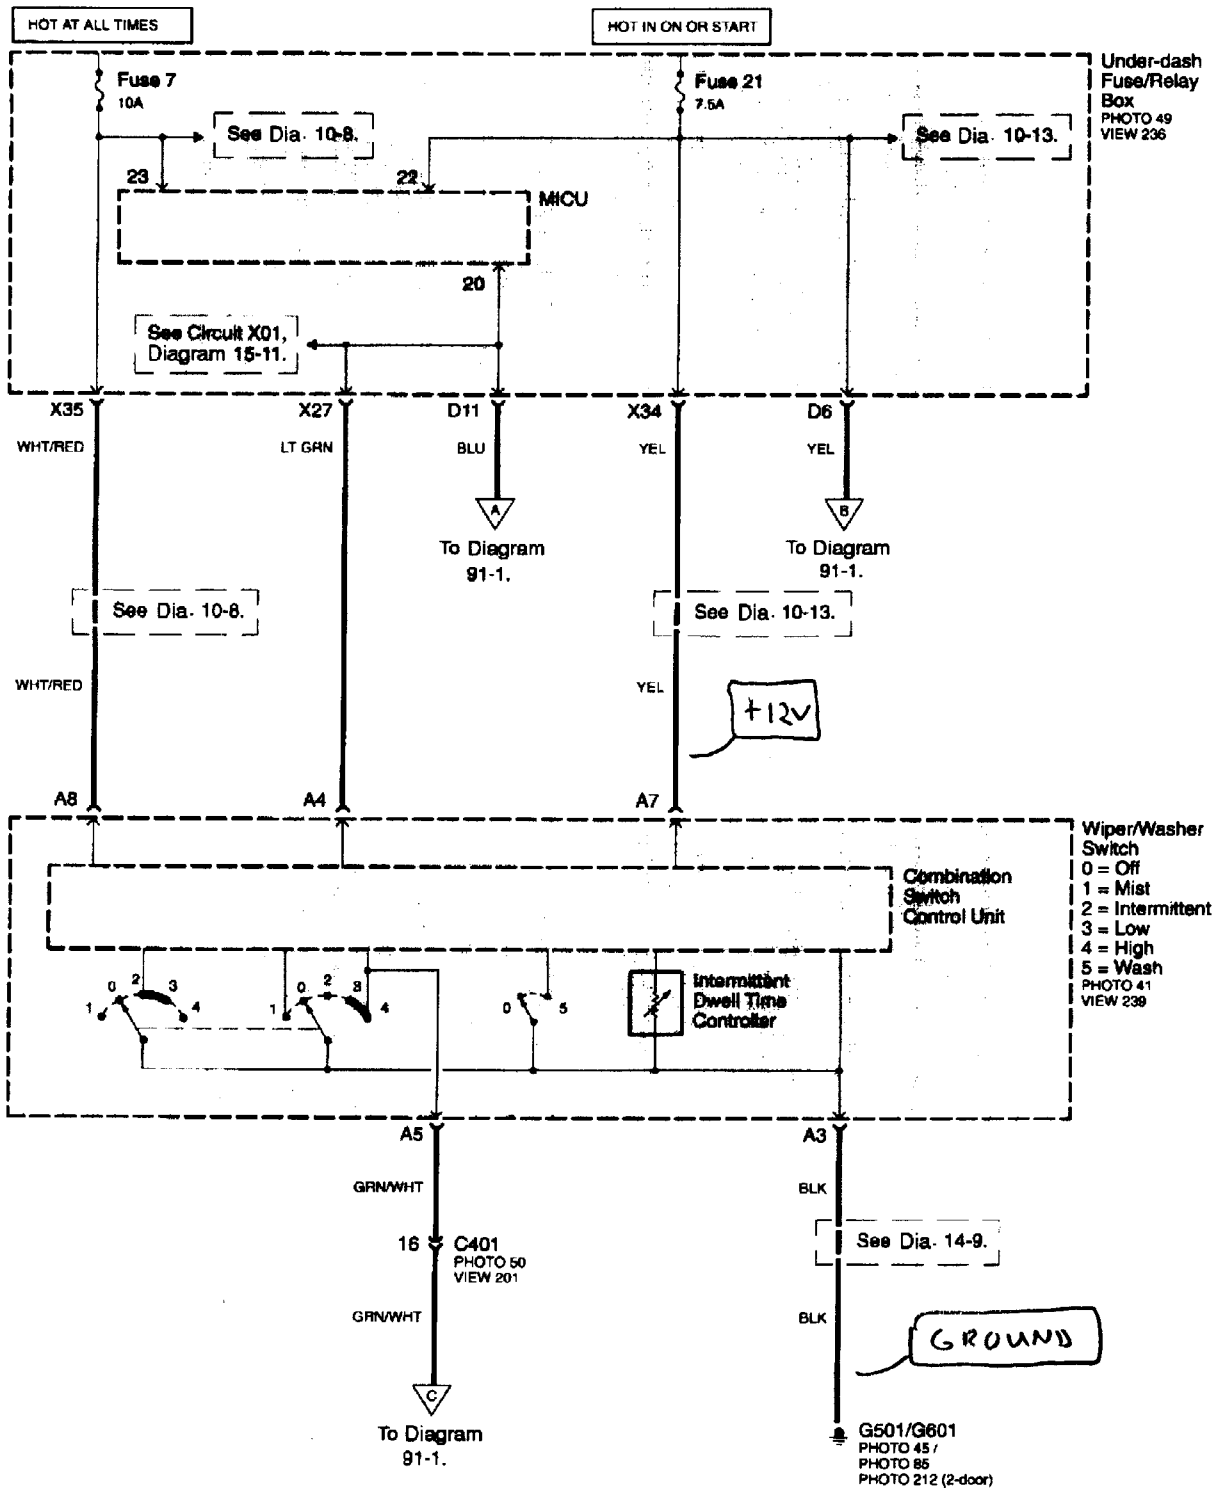 HOT AT ALL TIMES
HOT IN ON OR START
Fuse 7
10A
Fuse 21
7.5A
Under-dash
Fuse/Relay
Box
PHOTO 49
VIEW 236
See Dia. 10-8.
See Dia. 10-13.
23
22
MICU
20
See Circuit X01,
Diagram 15-11.
X35
X27
D11
X34
D6
WHT/RED
LT GRN
BLU
YEL
YEL
A
B
To Diagram
91-1.
To Diagram
91-1.
See Dia. 10-8.
See Dia. 10-13.
WHT/RED
YEL
+12V
A8
A4
A7
Wiper/Washer
Switch
0 = Off
1 = Mist
2 = Intermittent
3 = Low
4 = High
5 = Wash
PHOTO 41
VIEW 239
Combination
Switch
Control Unit
1 0 2 3 4
1 0 2 3 4
0 5
Intermittent
Dwell Time
Controller
A5
A3
GRN/WHT
BLK
16
C401
PHOTO 50
VIEW 201
See Dia. 14-9.
GRN/WHT
BLK
GROUND
C
To Diagram
91-1.
G501/G601
PHOTO 45 /
PHOTO 85
PHOTO 212 (2-door)